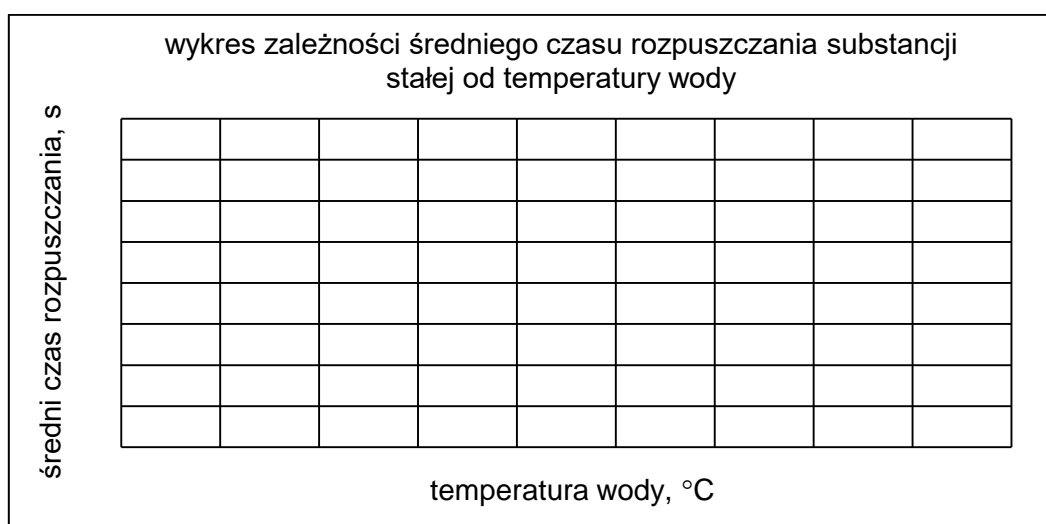 wykres zależności średniego czasu rozpuszczania substancji
stałej od temperatury wody
średni czas rozpuszczania, s
temperatura wody, °C